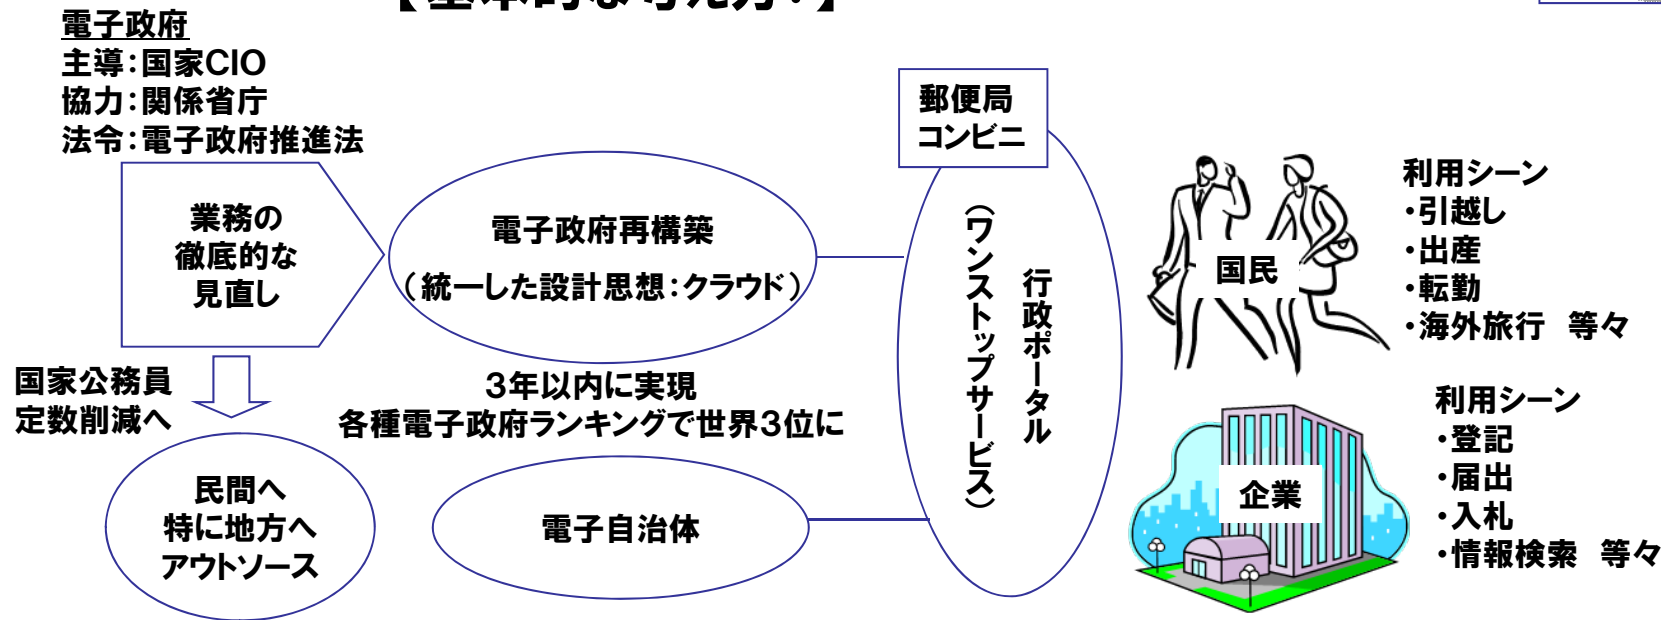 電子政府
主導:国家CIO
協力:関係省庁
法令:電子政府推進法
業務の
徹底的な
見直し
国家公務員
定数削減へ
民間へ
特に地方へ
アウトソース
電子政府再構築
(統一した設計思想:クラウド)
3年以内に実現
各種電子政府ランキングで世界3位に
電子自治体
郵便局
コンビニ
行政ポータル
(ワンストップサービス)
国民
利用シーン
・引越し
・出産
・転勤
・海外旅行 等々
企業
利用シーン
・登記
・届出
・入札
・情報検索 等々